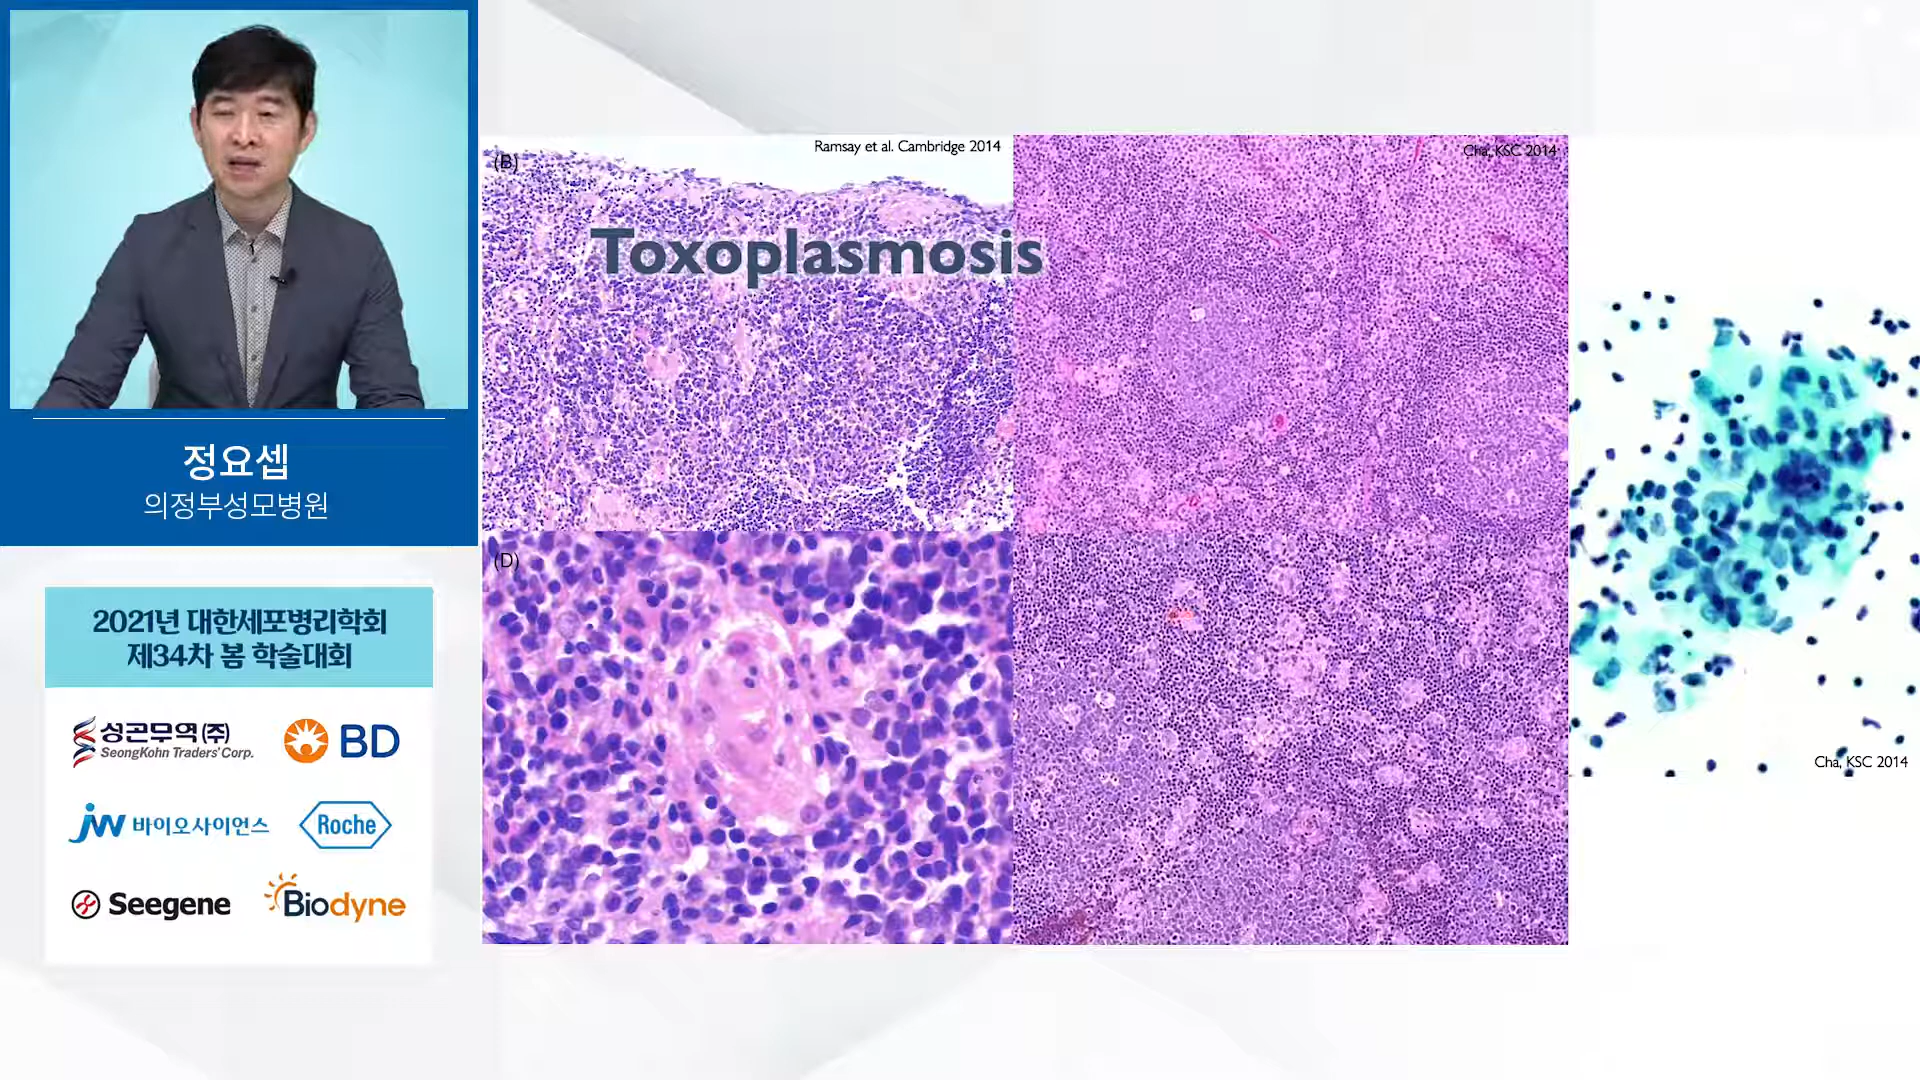 정요셉
의정부성모병원
2021년 대한세포병리학회
제34차 봄 학술대회
성곤무역(주)
SeongKohn Traders' Corp.
BD
jw 바이오사이언스
Roche
Seegene
Biodyne
Ramsay et al. Cambridge 2014
(B)
Toxoplasmosis
(D)
Cha, KSC 2014
Cha, KSC 2014